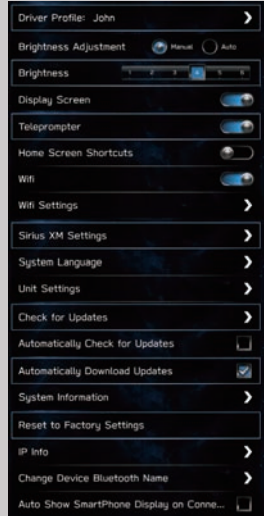 Driver Profile: John
Brightness Adjustment Manual Auto
Brightness 1 2 3 4 5 6
Display Screen
Teleprompter
Home Screen Shortcuts
Wifi
Wifi Settings
Sirius XM Settings
System Language
Unit Settings
Check for Updates
Automatically Check for Updates
Automatically Download Updates
System Information
Reset to Factory Settings
IP Info
Change Device Bluetooth Name
Auto Show SmartPhone Display on Conne...